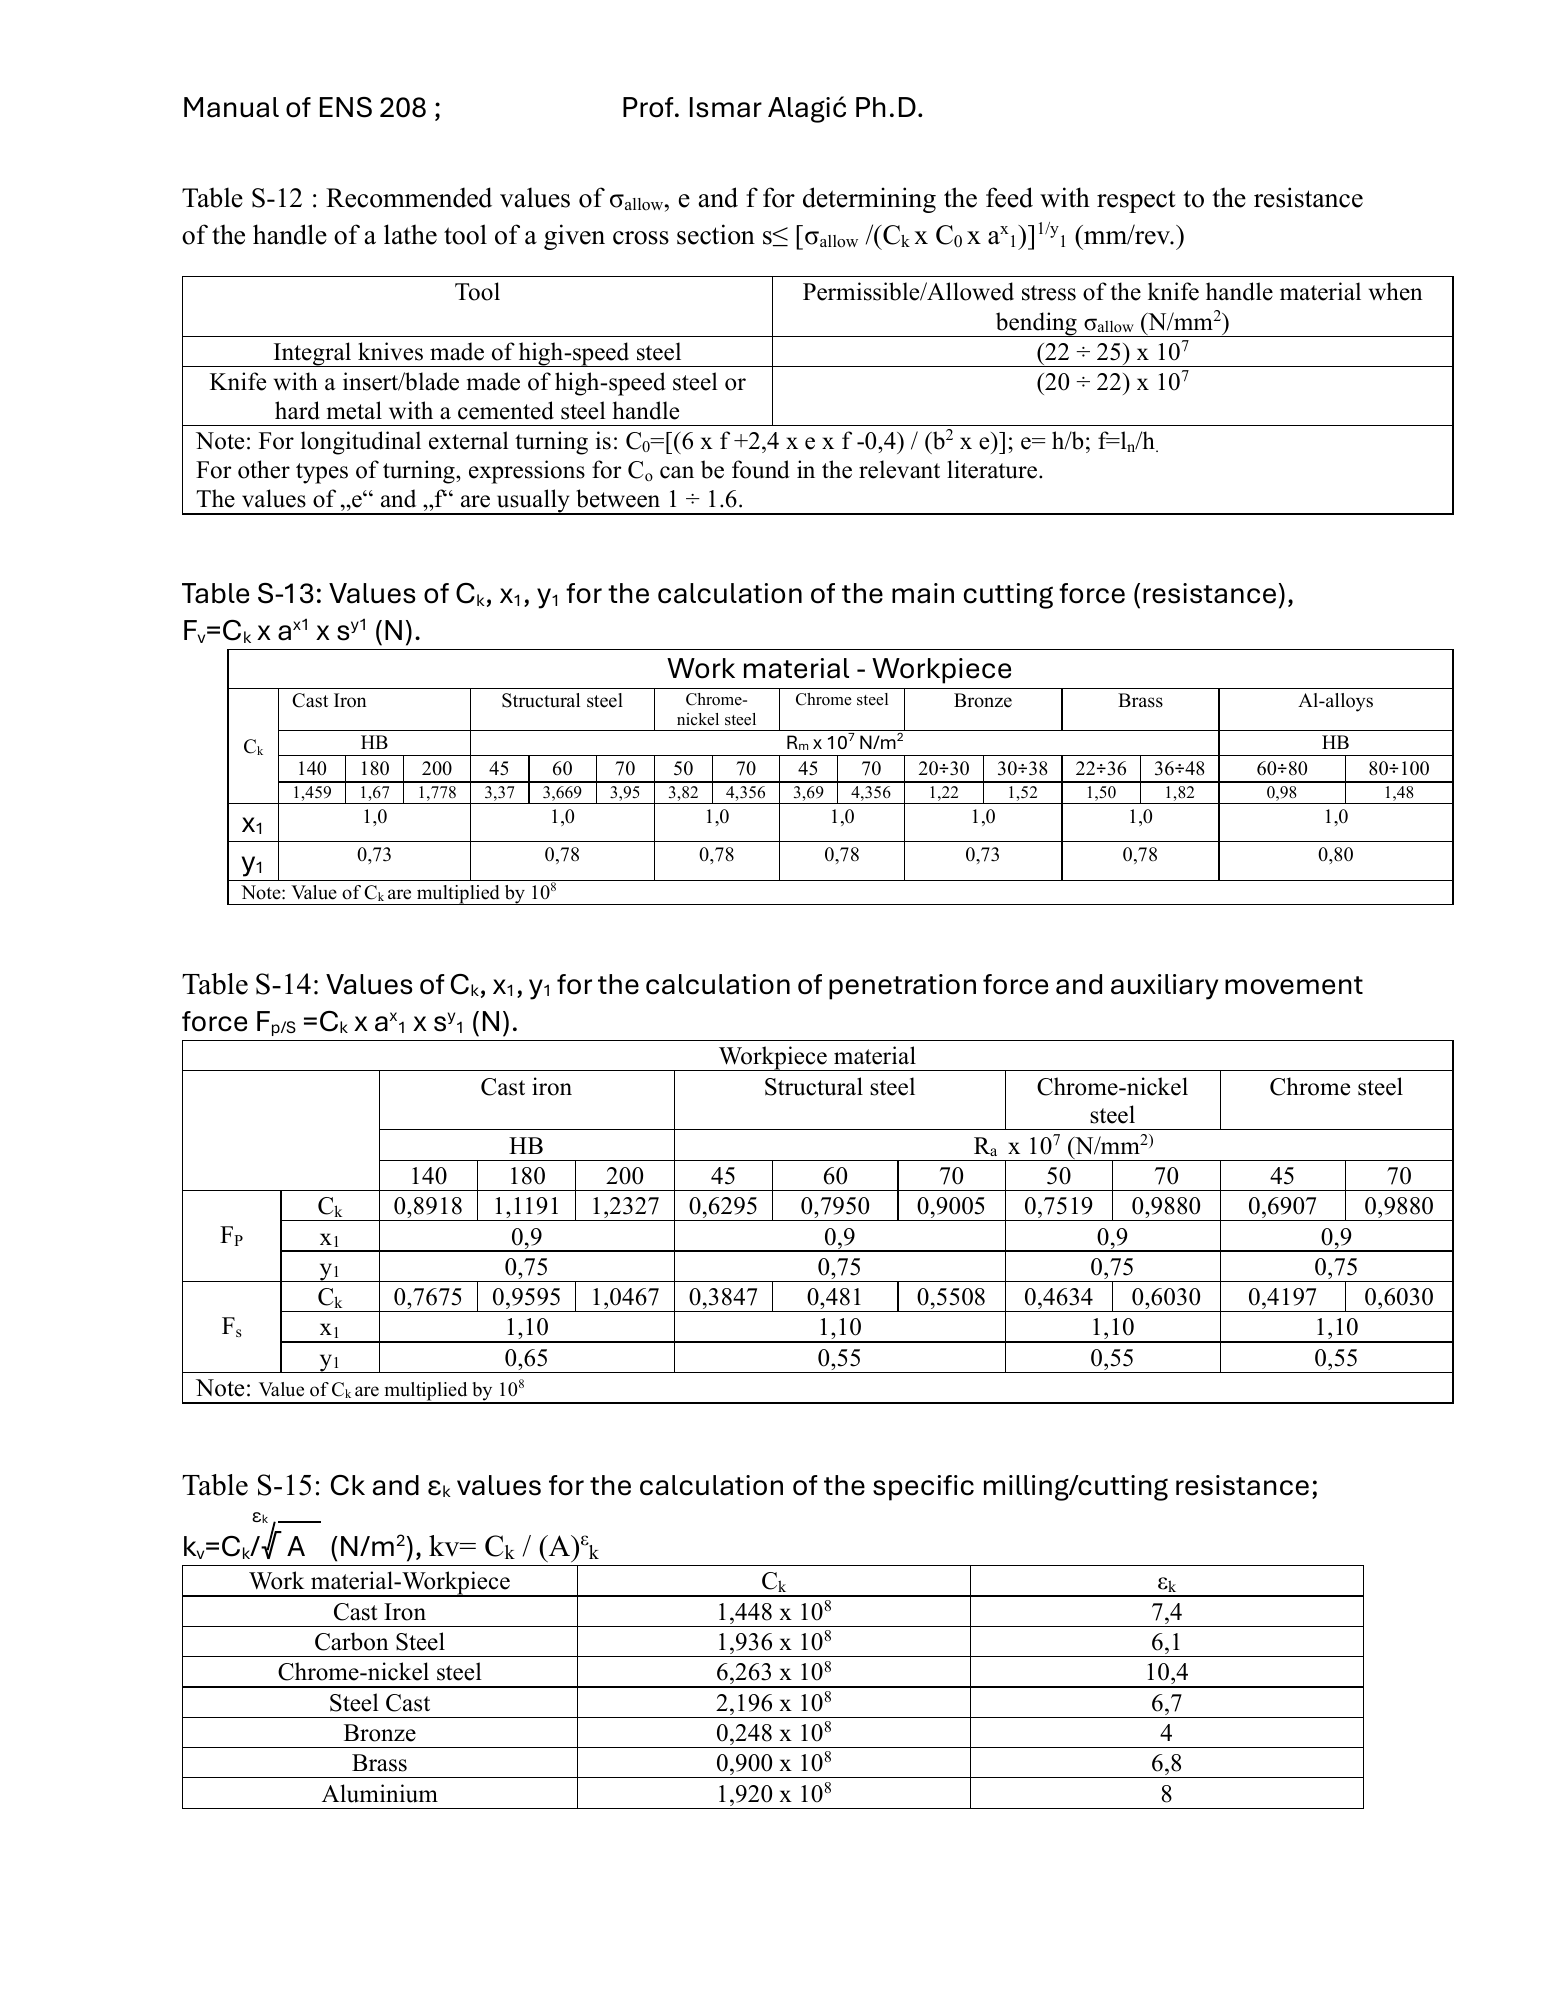 Manual of ENS 208 ; Prof. Ismar Alagić Ph.D.
Table S-12 : Recommended values of σallow, e and f for determining the feed with respect to the resistance
of the handle of a lathe tool of a given cross section s≤ [σallow /(Ck x C0 x aˣ1)]^1/y1 (mm/rev.)
Tool | Permissible/Allowed stress of the knife handle material when
bending σallow (N/mm²)
Integral knives made of high-speed steel | (22 ÷ 25) x 10⁷
Knife with a insert/blade made of high-speed steel or | (20 ÷ 22) x 10⁷
hard metal with a cemented steel handle
Note: For longitudinal external turning is: C0=[(6 x f +2,4 x e x f -0,4) / (b² x e)]; e= h/b; f=ln/h.
For other types of turning, expressions for Co can be found in the relevant literature.
The values of „e“ and „f“ are usually between 1 ÷ 1.6.
Table S-13: Values of Ck, x1, y1 for the calculation of the main cutting force (resistance),
Fv=Ck x a^x1 x s^y1 (N).
Work material - Workpiece
Cast Iron | Structural steel | Chrome- | Chrome steel | Bronze | Brass | Al-alloys
nickel steel
Ck | HB | Rm x 10⁷ N/m² | HB
140 | 180 | 200 | 45 | 60 | 70 | 50 | 70 | 45 | 70 | 20÷30 | 30÷38 | 22÷36 | 36÷48 | 60÷80 | 80÷100
1,459 | 1,67 | 1,778 | 3,37 | 3,669 | 3,95 | 3,82 | 4,356 | 3,69 | 4,356 | 1,22 | 1,52 | 1,50 | 1,82 | 0,98 | 1,48
x1 | 1,0 | 1,0 | 1,0 | 1,0 | 1,0 | 1,0 | 1,0
y1 | 0,73 | 0,78 | 0,78 | 0,78 | 0,73 | 0,78 | 0,80
Note: Value of Ck are multiplied by 10⁸
Table S-14: Values of Ck, x1, y1 for the calculation of penetration force and auxiliary movement
force Fp/S =Ck x aˣ1 x sʸ1 (N).
Workpiece material
Cast iron | Structural steel | Chrome-nickel | Chrome steel
steel
HB | Ra x 10⁷ (N/mm²⁾
140 | 180 | 200 | 45 | 60 | 70 | 50 | 70 | 45 | 70
FP | Ck | 0,8918 | 1,1191 | 1,2327 | 0,6295 | 0,7950 | 0,9005 | 0,7519 | 0,9880 | 0,6907 | 0,9880
x1 | 0,9 | 0,9 | 0,9 | 0,9
y1 | 0,75 | 0,75 | 0,75 | 0,75
Fs | Ck | 0,7675 | 0,9595 | 1,0467 | 0,3847 | 0,481 | 0,5508 | 0,4634 | 0,6030 | 0,4197 | 0,6030
x1 | 1,10 | 1,10 | 1,10 | 1,10
y1 | 0,65 | 0,55 | 0,55 | 0,55
Note: Value of Ck are multiplied by 10⁸
Table S-15: Ck and εk values for the calculation of the specific milling/cutting resistance;
εk
kv=Ck/√ A (N/m²), kv= Ck / (A)^εk
Work material-Workpiece | Ck | εk
Cast Iron | 1,448 x 10⁸ | 7,4
Carbon Steel | 1,936 x 10⁸ | 6,1
Chrome-nickel steel | 6,263 x 10⁸ | 10,4
Steel Cast | 2,196 x 10⁸ | 6,7
Bronze | 0,248 x 10⁸ | 4
Brass | 0,900 x 10⁸ | 6,8
Aluminium | 1,920 x 10⁸ | 8